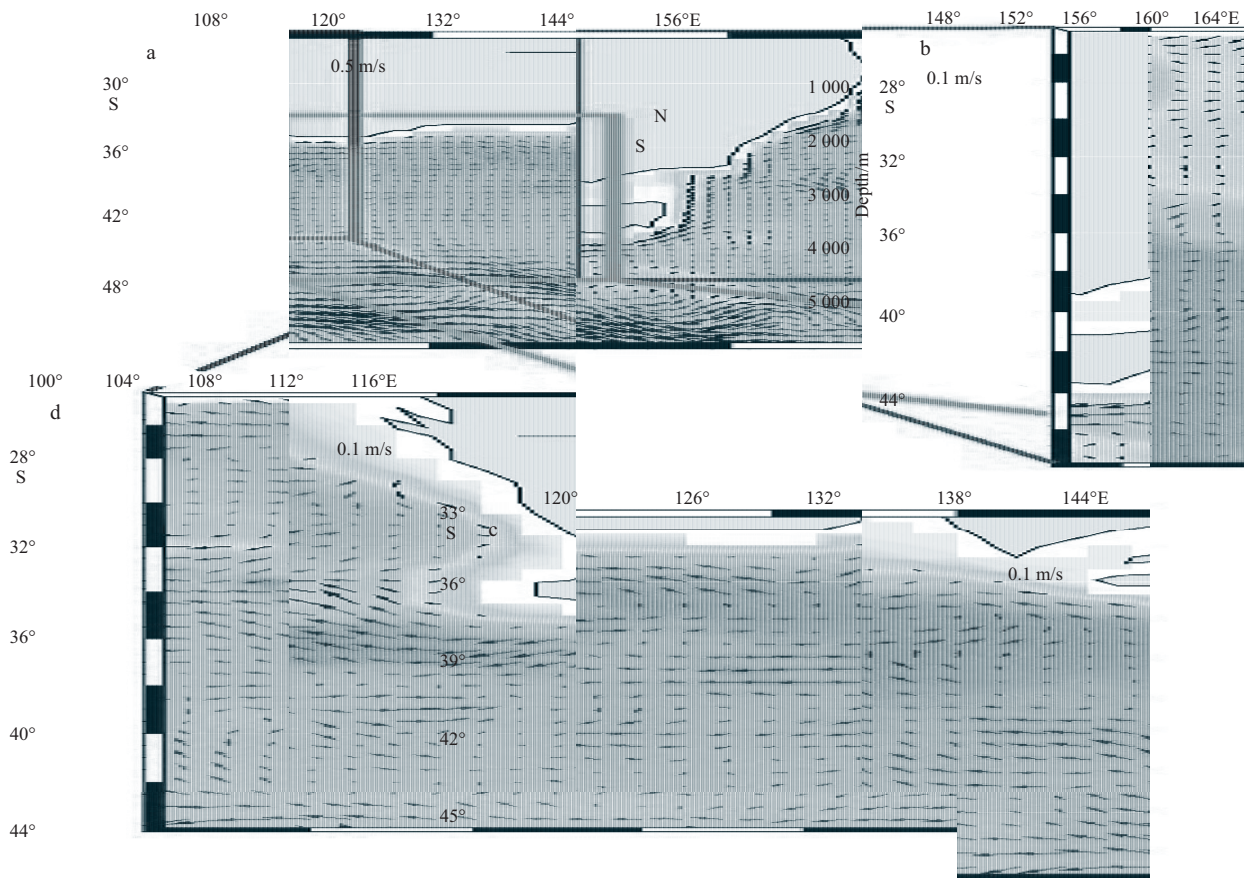 108° 120° 132° 144° 156°E
a
0.5 m/s
30°
S
36°
42°
48°
N
S
1 000
2 000
3 000
4 000
5 000
Depth/m
148° 152° 156° 160° 164°E
b
0.1 m/s
28°
S
32°
36°
40°
44°
100° 104° 108° 112° 116°E
d
0.1 m/s
28°
S
32°
36°
40°
44°
120° 126° 132° 138° 144°E
33°
S
c
36°
0.1 m/s
39°
42°
45°